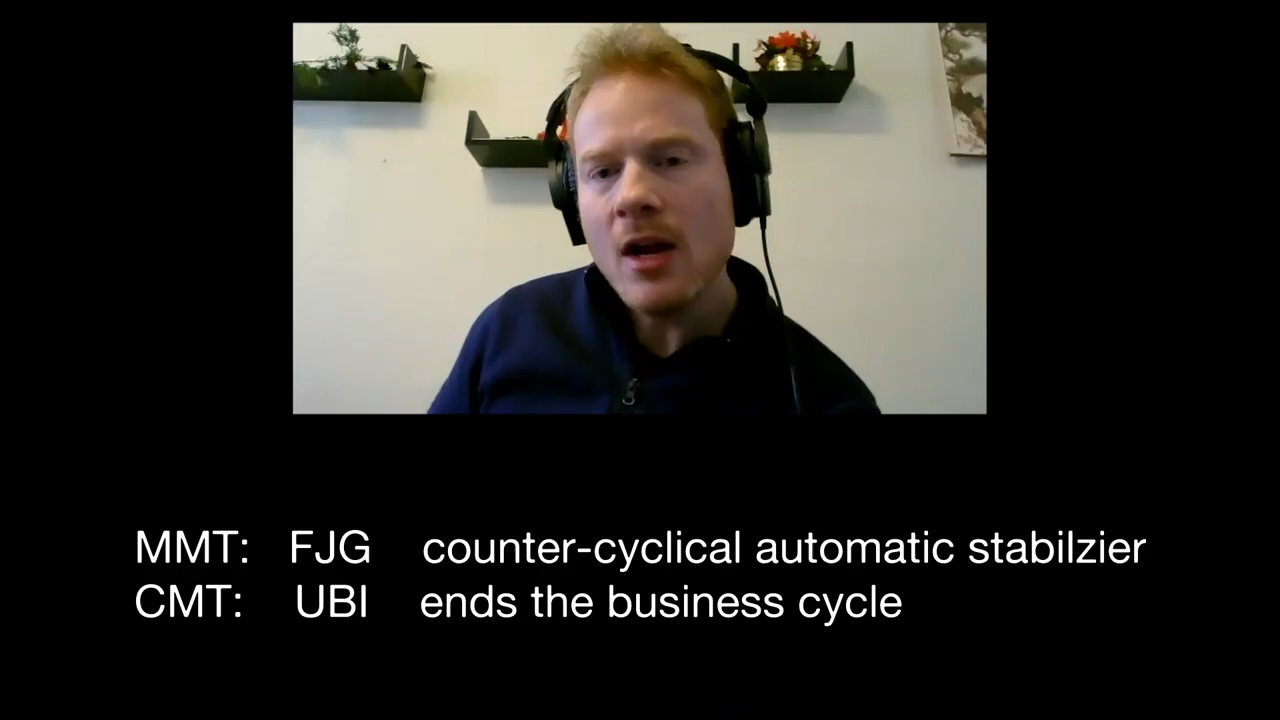 MMT: FJG counter-cyclical automatic stabilzier
CMT: UBI ends the business cycle